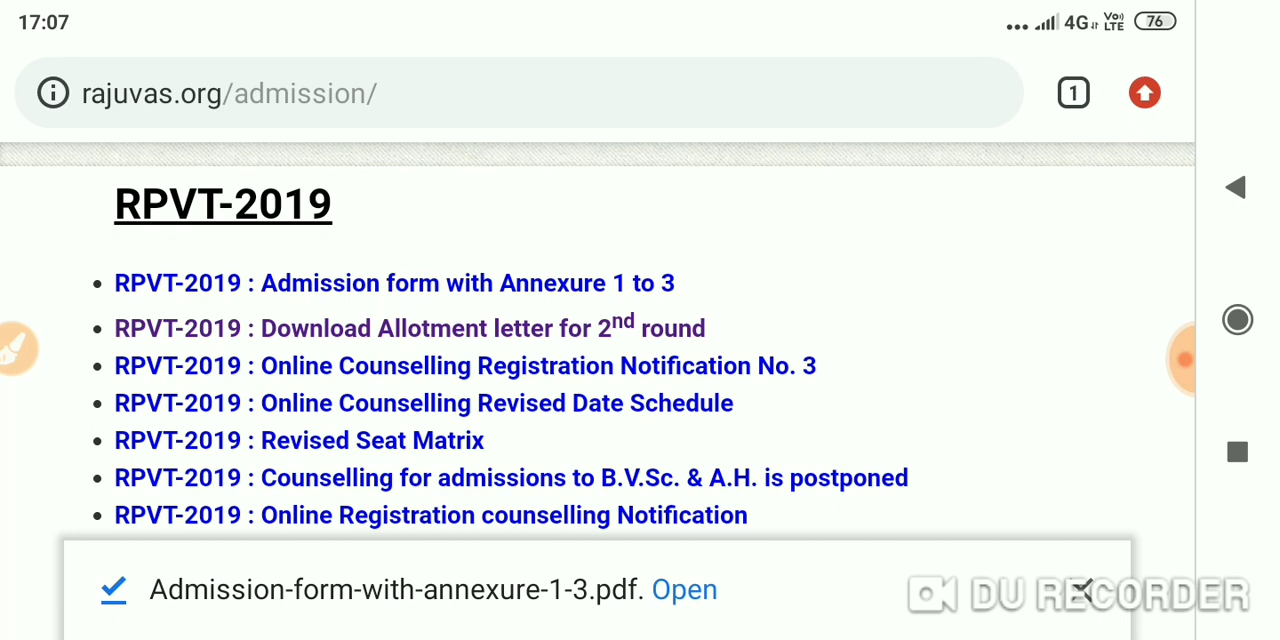 17:07
4G VoI) LTE 76
rajuvas.org/admission/
1
RPVT-2019
• RPVT-2019 : Admission form with Annexure 1 to 3
• RPVT-2019 : Download Allotment letter for 2nd round
• RPVT-2019 : Online Counselling Registration Notification No. 3
• RPVT-2019 : Online Counselling Revised Date Schedule
• RPVT-2019 : Revised Seat Matrix
• RPVT-2019 : Counselling for admissions to B.V.Sc. & A.H. is postponed
• RPVT-2019 : Online Registration counselling Notification
Admission-form-with-annexure-1-3.pdf. Open
DU RECORDER